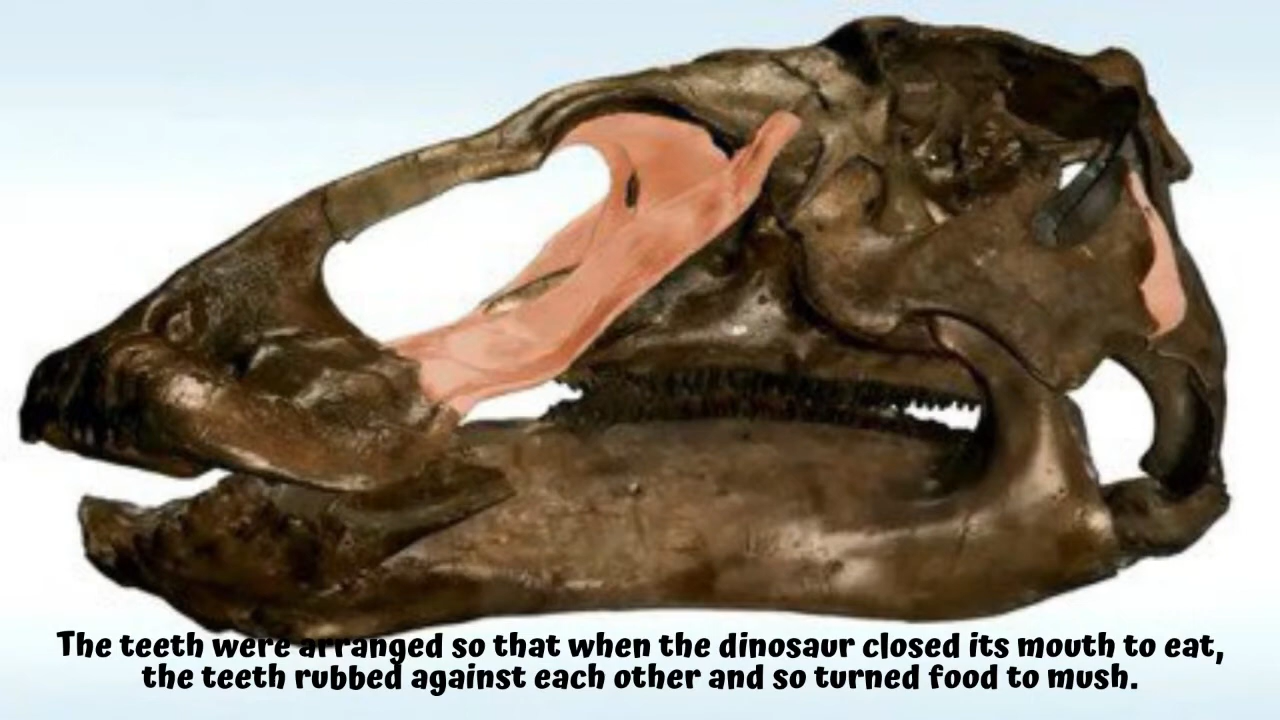 The teeth were arranged so that when the dinosaur closed its mouth to eat,
the teeth rubbed against each other and so turned food to mush.